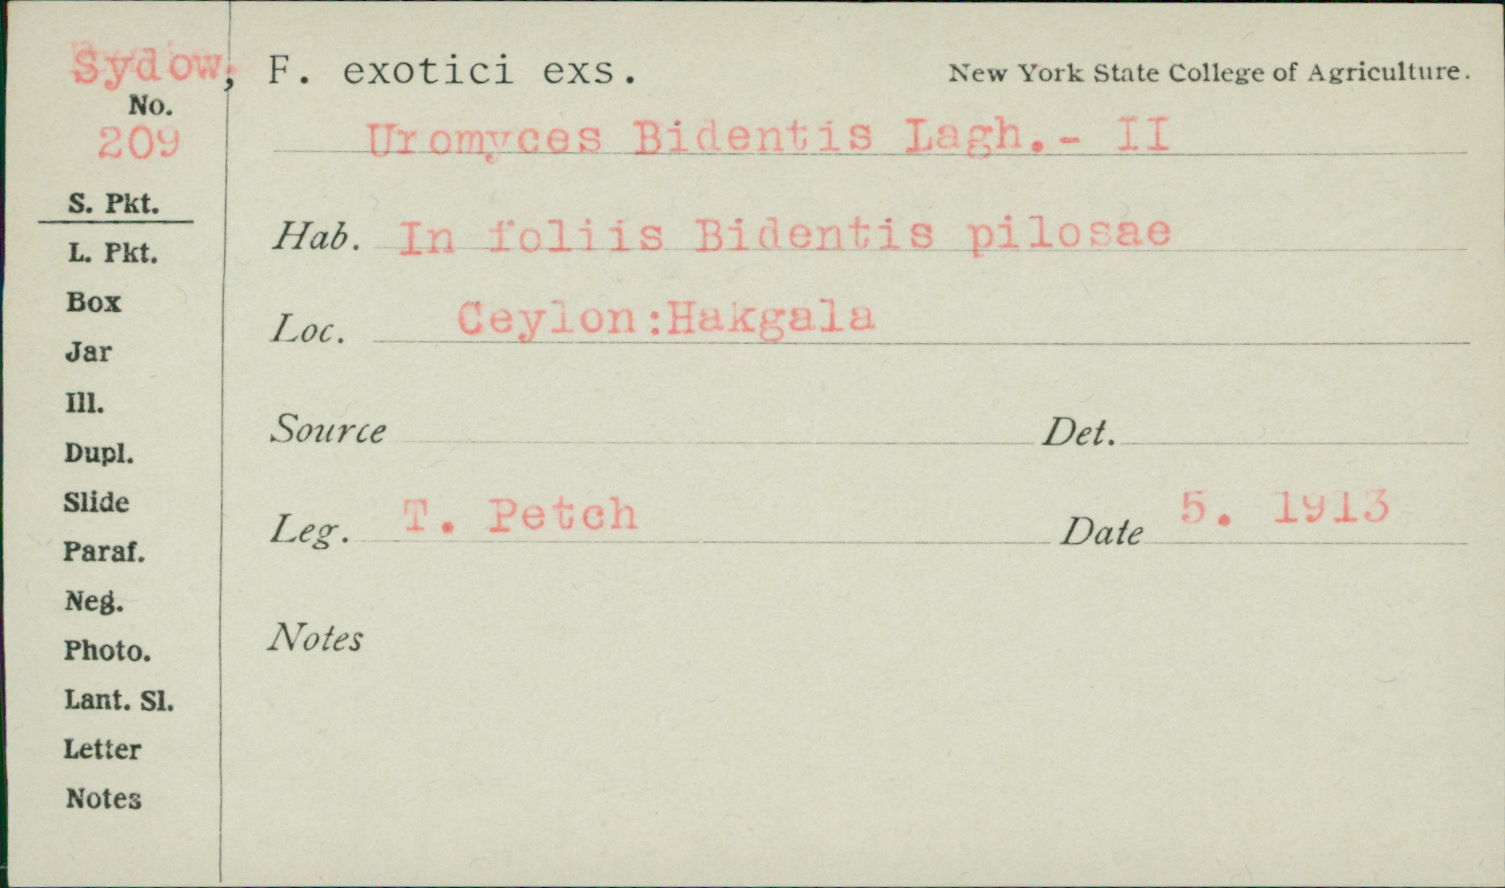 Sydow, F. exotici exs.
New York State College of Agriculture.
No.
209
Uromyces Bidentis Lagh.- II
S. Pkt.
L. Pkt.
Box
Jar
Ill.
Dupl.
Slide
Paraf.
Neg.
Photo.
Lant. Sl.
Letter
Notes
Hab. In foliis Bidentis pilosae
Loc. Ceylon:Hakgala
Source Det.
Leg. T. Petch Date 5. 1913
Notes